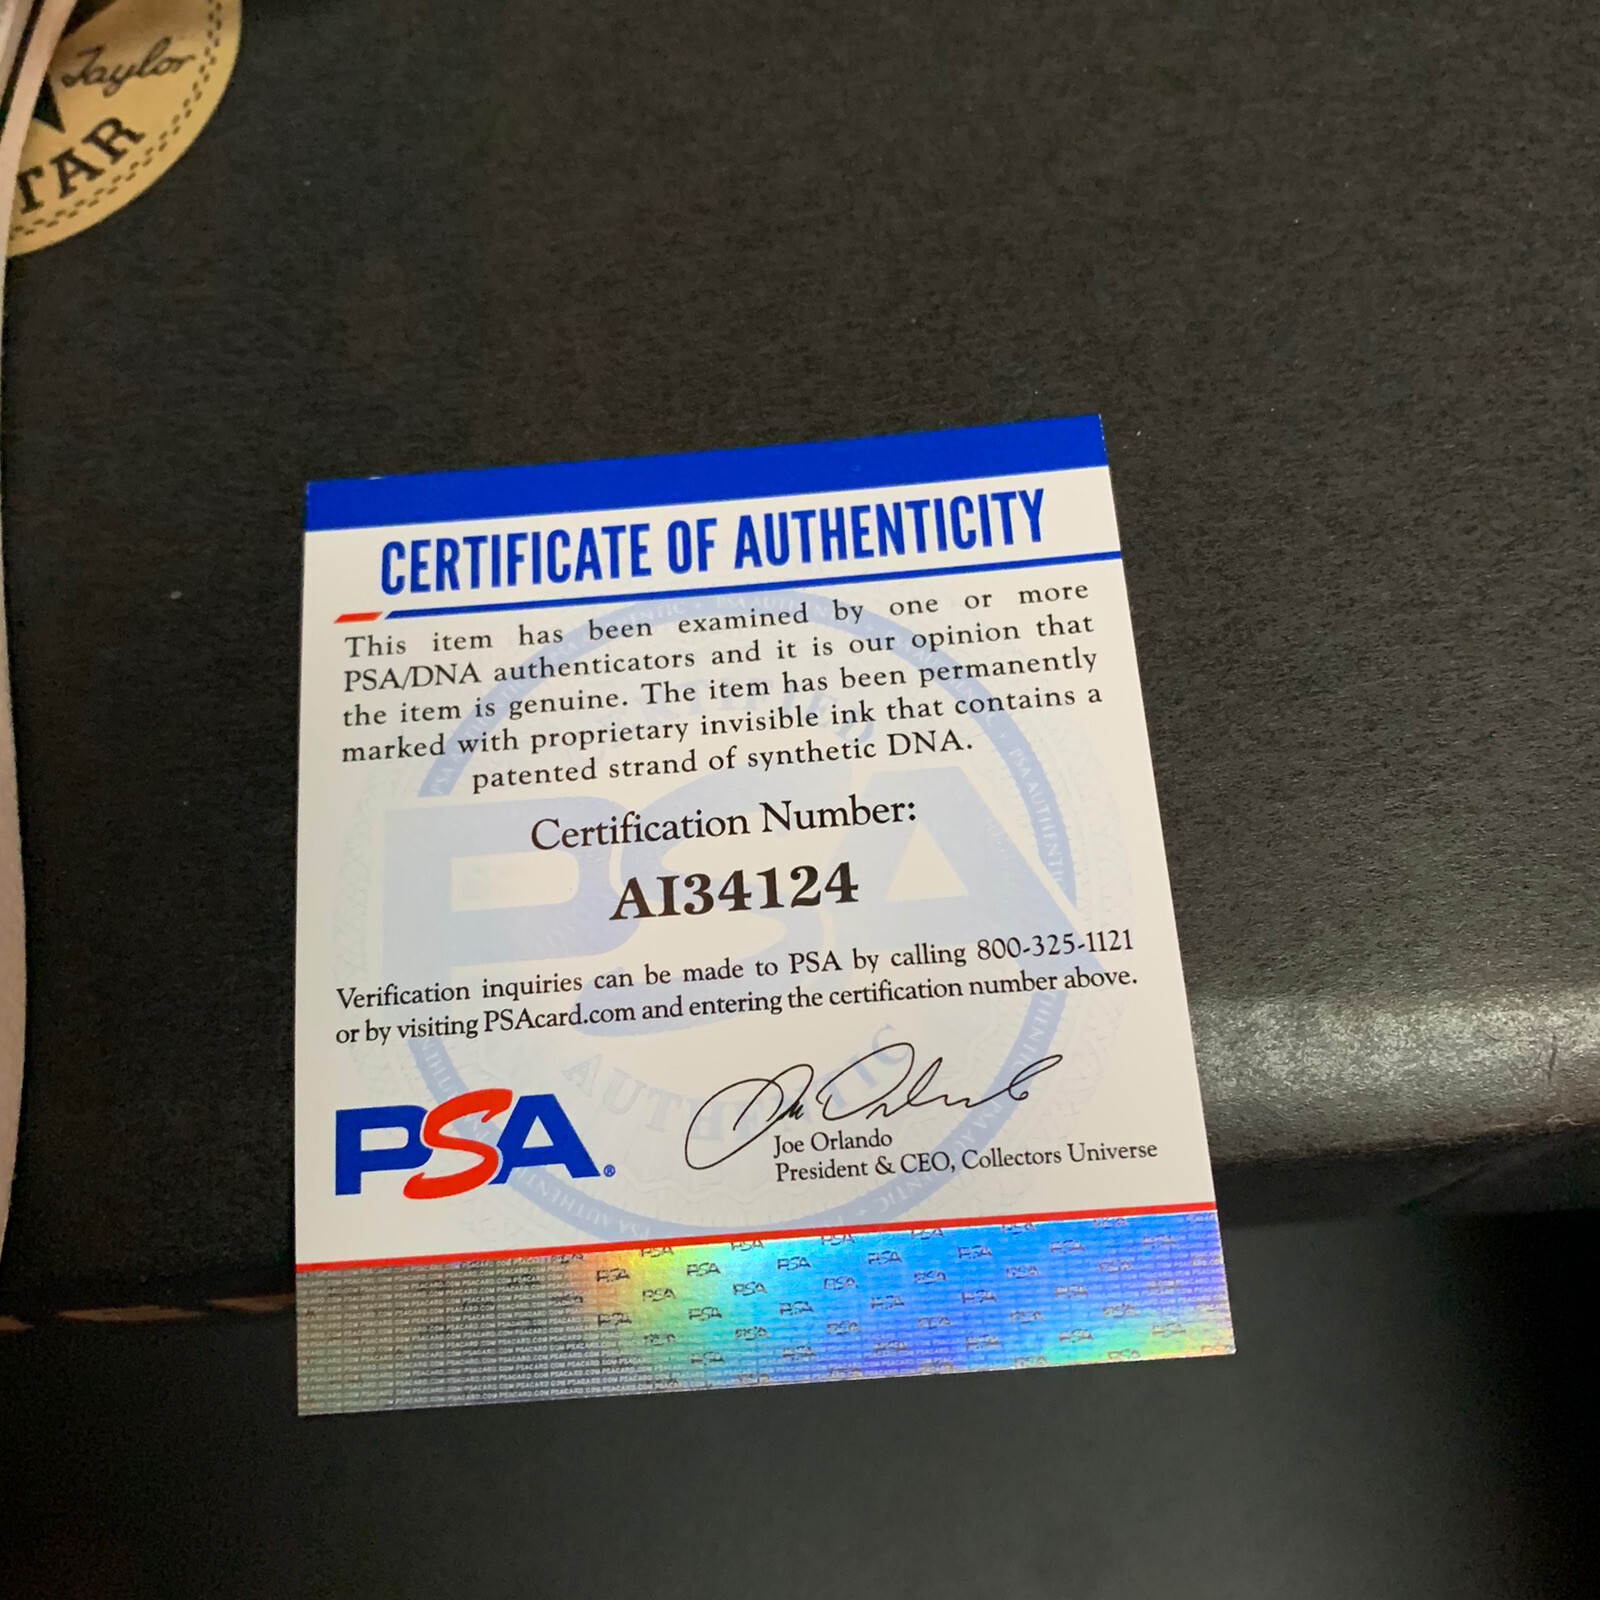 Taylor
TAR
CERTIFICATE OF AUTHENTICITY
This item has been examined by one or more
PSA/DNA authenticators and it is our opinion that
the item is genuine. The item has been permanently
marked with proprietary invisible ink that contains a
patented strand of synthetic DNA.
Certification Number:
AI34124
Verification inquiries can be made to PSA by calling 800-325-1121
or by visiting PSAcard.com and entering the certification number above.
PSA®
Joe Orlando
President & CEO, Collectors Universe